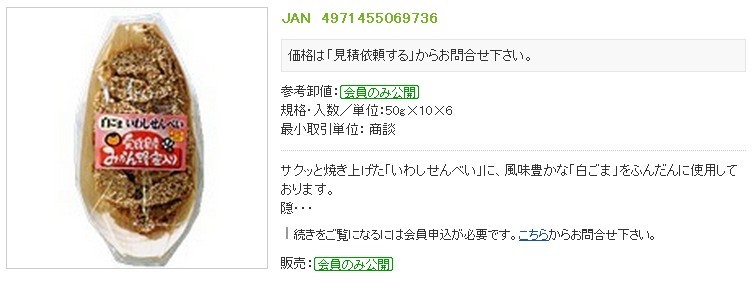 JAN 4971455069736
価格は「見積依頼する」からお問合せ下さい。
参考卸値：会員のみ公開
規格・入数／単位：50g×10×6
最小取引単位： 商談
サクッと焼き上げた「いわしせんべい」に、風味豊かな「白ごま」をふんだんに使用して
おります。
隠・・・
続きをご覧になるには会員申込が必要です。こちらからお問合せ下さい。
販売：会員のみ公開
白ごま いわしせんべい
愛媛県産
みかん蜂蜜入り